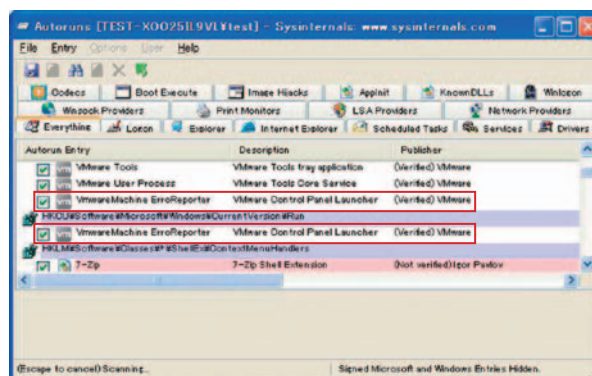 Autoruns [TEST-X0025IL9VL¥test] - Sysinternals: www.sysinternals.com
File Entry Options User Help
Codecs Boot Execute Image Hijacks AppInit KnownDLLs Winlogon
Winsock Providers Print Monitors LSA Providers Network Providers
Everything Logon Explorer Internet Explorer Scheduled Tasks Services Drivers
Autorun Entry Description Publisher
VMware Tools VMware Tools tray application (Verified) VMware
VMware User Process VMware Tools Core Service (Verified) VMware
VMwareMachine ErroReporter VMware Control Panel Launcher (Verified) VMware
HKCU¥Software¥Microsoft¥Windows¥CurrentVersion¥Run
VMwareMachine ErroReporter VMware Control Panel Launcher (Verified) VMware
HKLM¥Software¥Classes¥*¥ShellEx¥ContextMenuHandlers
7-Zip 7-Zip Shell Extension (Not verified) Igor Pavlov
(Escape to cancel) Scanning... Signed Microsoft and Windows Entries Hidden.